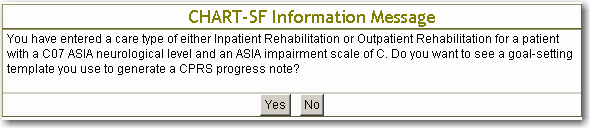 CHART-SF Information Message
You have entered a care type of either Inpatient Rehabilitation or Outpatient Rehabilitation for a patient
with a C07 ASIA neurological level and an ASIA impairment scale of C. Do you want to see a goal-setting
template you use to generate a CPRS progress note?
Yes No